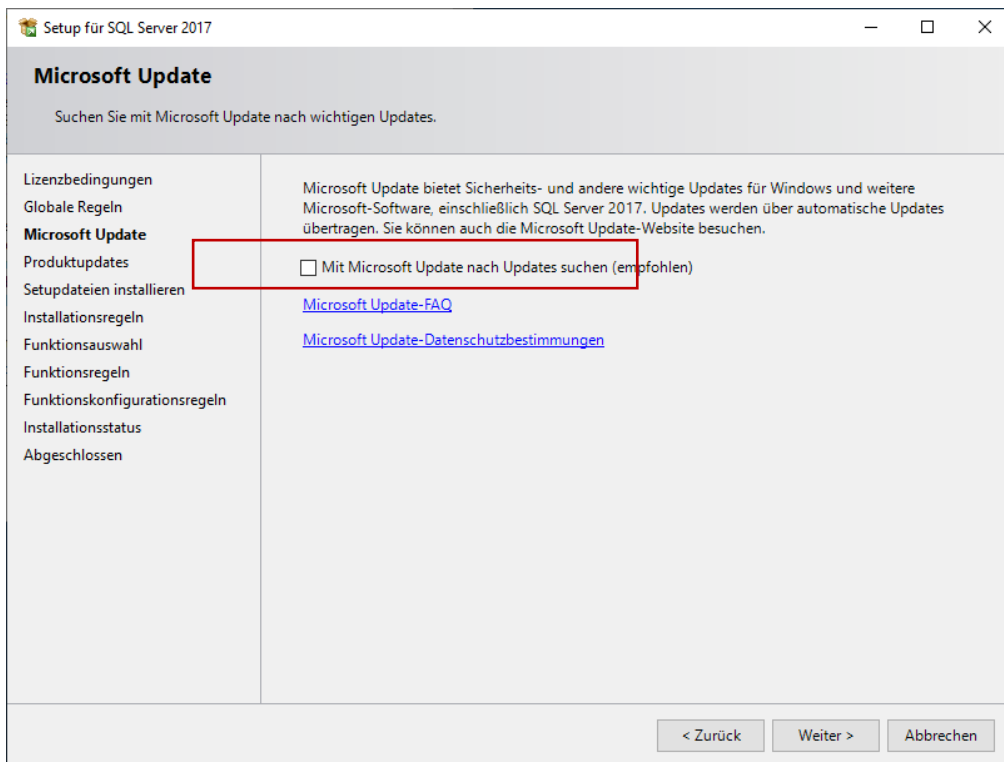 Setup für SQL Server 2017
Microsoft Update
Suchen Sie mit Microsoft Update nach wichtigen Updates.
Lizenzbedingungen
Globale Regeln
Microsoft Update
Produktupdates
Setupdateien installieren
Installationsregeln
Funktionsauswahl
Funktionsregeln
Funktionskonfigurationsregeln
Installationsstatus
Abgeschlossen
Microsoft Update bietet Sicherheits- und andere wichtige Updates für Windows und weitere
Microsoft-Software, einschließlich SQL Server 2017. Updates werden über automatische Updates
übertragen. Sie können auch die Microsoft Update-Website besuchen.
Mit Microsoft Update nach Updates suchen (empfohlen)
Microsoft Update-FAQ
Microsoft Update-Datenschutzbestimmungen
< Zurück
Weiter >
Abbrechen